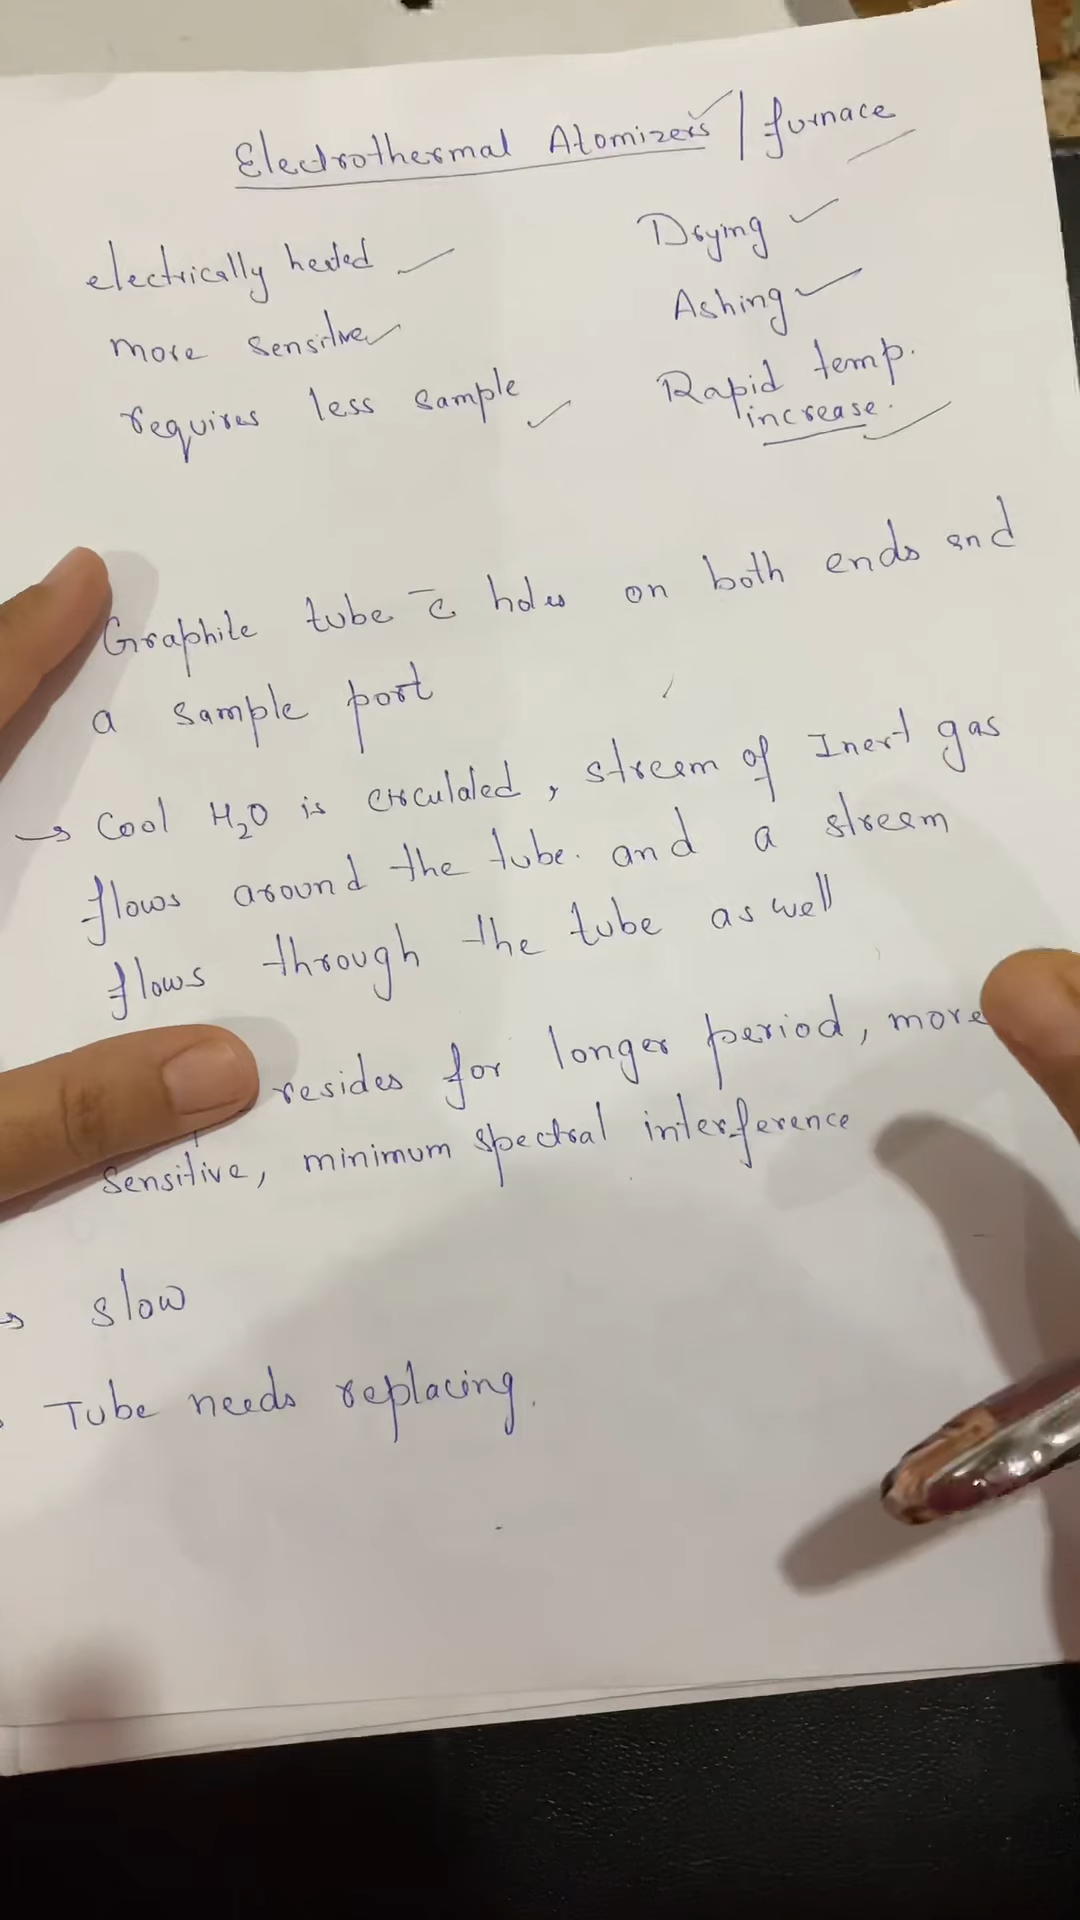 Electrothermal Atomizers / furnace
electrically heated
more sensitive
requires less sample
Drying
Ashing
Rapid temp.
increase.
Graphite tube c̄ holes on both ends and
a sample port
→ Cool H₂O is circulated, stream of Inert gas
flows around the tube. and a stream
flows through the tube as well
resides for longer period, more
sensitive, minimum spectral interference
→ slow
Tube needs replacing.